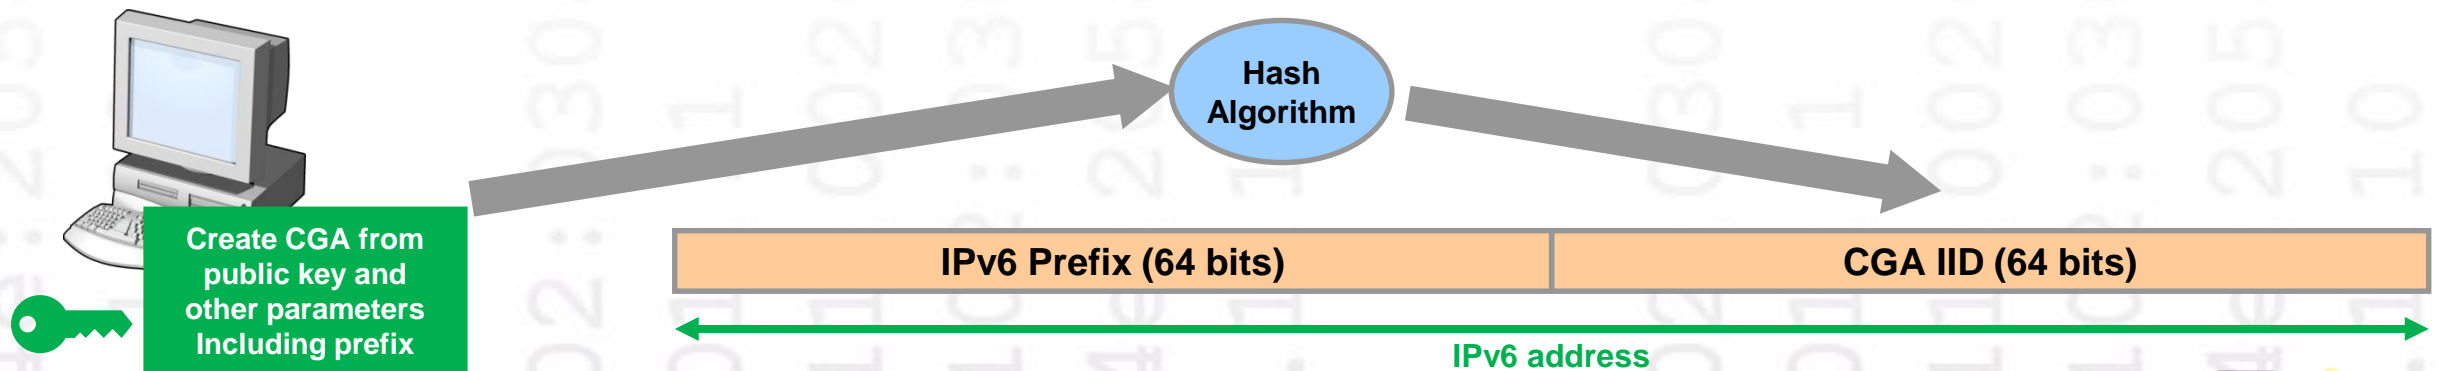 Hash
Algorithm
Create CGA from
public key and
other parameters
Including prefix
IPv6 Prefix (64 bits)
CGA IID (64 bits)
IPv6 address